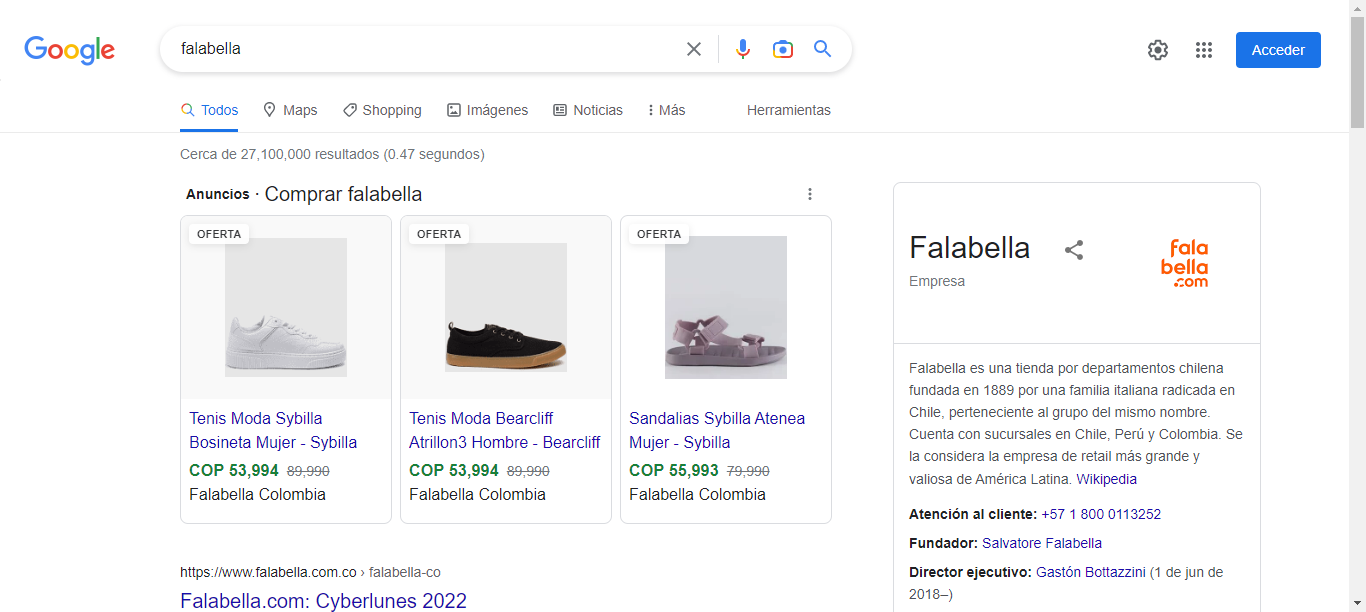 Google
falabella
Acceder
Todos
Maps
Shopping
Imágenes
Noticias
Más
Herramientas
Cerca de 27,100,000 resultados (0.47 segundos)
Anuncios · Comprar falabella
OFERTA
Tenis Moda Sybilla
Bosineta Mujer - Sybilla
COP 53,994 89,990
Falabella Colombia
OFERTA
Tenis Moda Bearcliff
Atrillon3 Hombre - Bearcliff
COP 53,994 89,990
Falabella Colombia
OFERTA
Sandalias Sybilla Atenea
Mujer - Sybilla
COP 55,993 79,990
Falabella Colombia
https://www.falabella.com.co › falabella-co
Falabella.com: Cyberlunes 2022
Falabella
Empresa
fala
bella
.com
Falabella es una tienda por departamentos chilena
fundada en 1889 por una familia italiana radicada en
Chile, perteneciente al grupo del mismo nombre.
Cuenta con sucursales en Chile, Perú y Colombia. Se
la considera la empresa de retail más grande y
valiosa de América Latina. Wikipedia
Atención al cliente: +57 1 800 0113252
Fundador: Salvatore Falabella
Director ejecutivo: Gastón Bottazzini (1 de jun de
2018–)